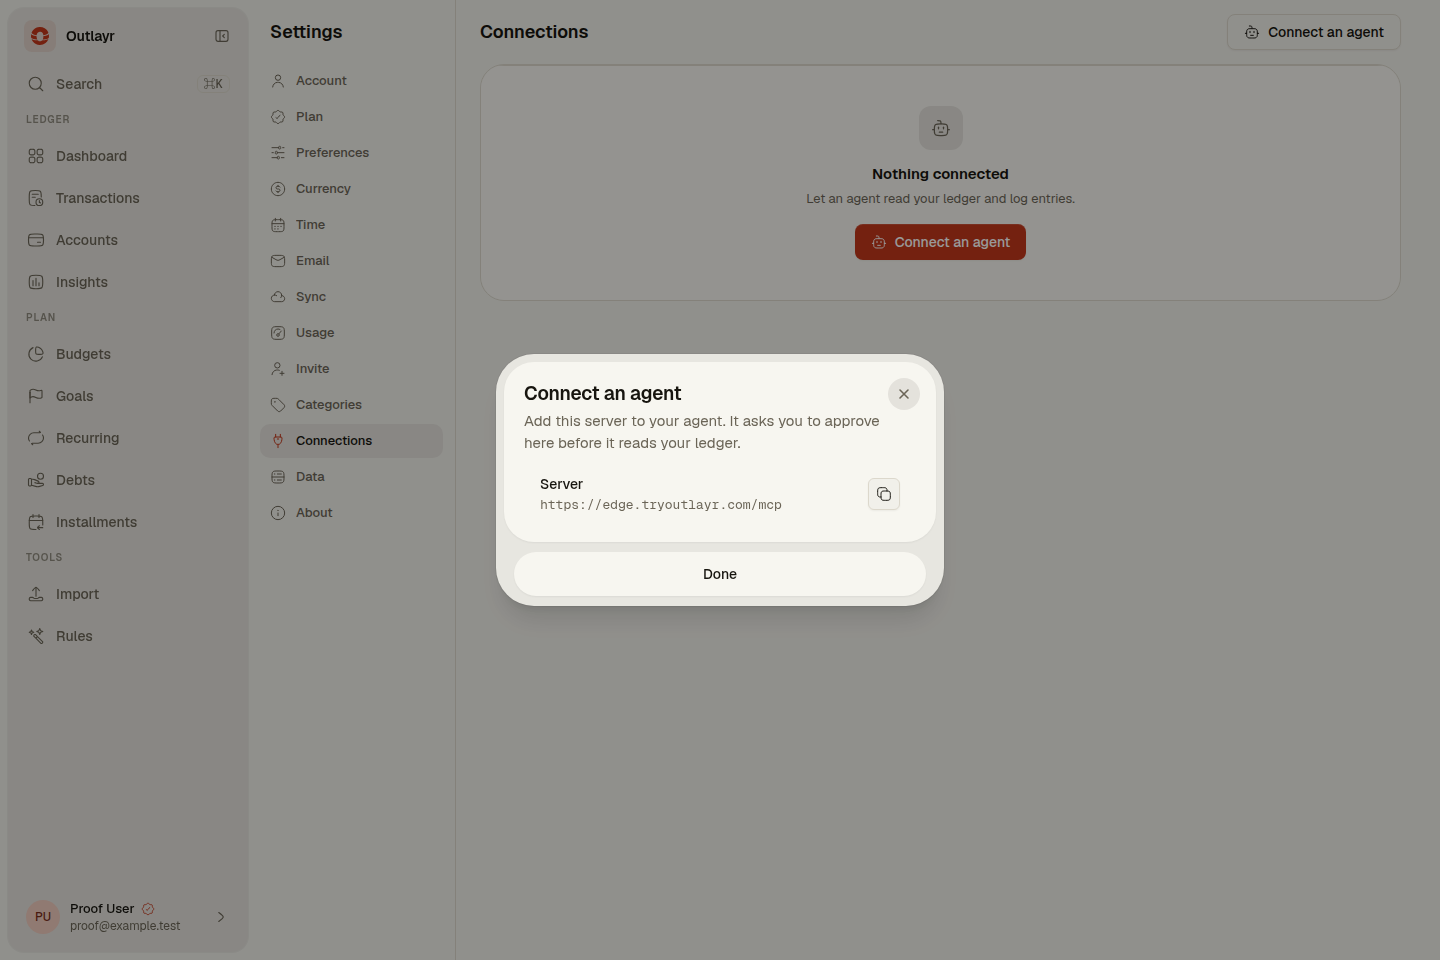 Outlayr
Search
⌘K
LEDGER
Dashboard
Transactions
Accounts
Insights
PLAN
Budgets
Goals
Recurring
Debts
Installments
TOOLS
Import
Rules
PU
Proof User
proof@example.test
Settings
Account
Plan
Preferences
Currency
Time
Email
Sync
Usage
Invite
Categories
Connections
Data
About
Connections
Connect an agent
Nothing connected
Let an agent read your ledger and log entries.
Connect an agent
Connect an agent
Add this server to your agent. It asks you to approve
here before it reads your ledger.
Server
https://edge.tryoutlayr.com/mcp
Done